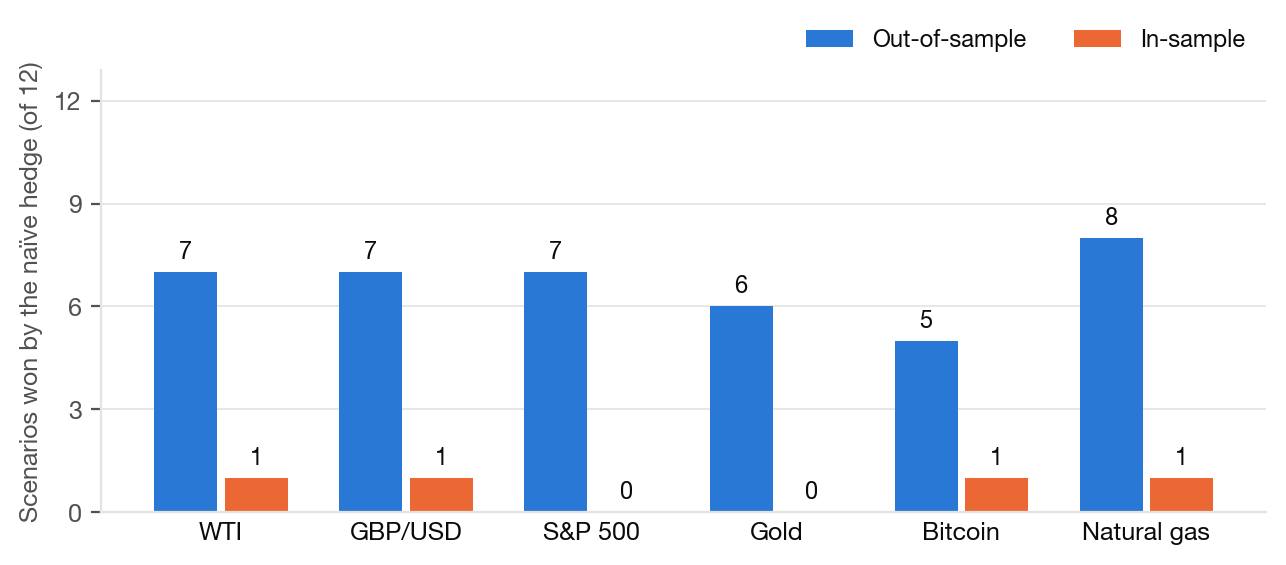 Out-of-sample In-sample
Scenarios won by the naïve hedge (of 12)
12
9
6
3
0
7 1 7 1 7 0 6 0 5 1 8 1
WTI GBP/USD S&P 500 Gold Bitcoin Natural gas